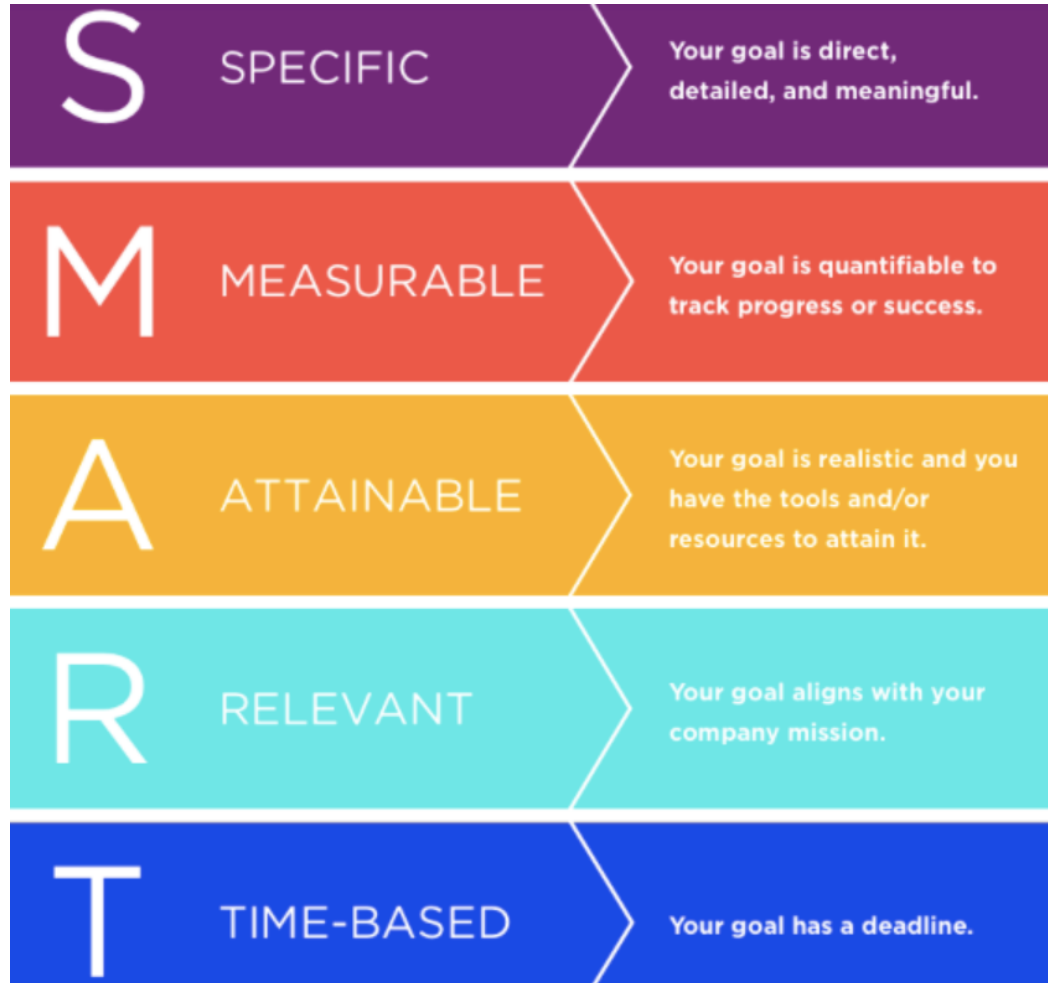 S
SPECIFIC
Your goal is direct,
detailed, and meaningful.
M
MEASURABLE
Your goal is quantifiable to
track progress or success.
A
ATTAINABLE
Your goal is realistic and you
have the tools and/or
resources to attain it.
R
RELEVANT
Your goal aligns with your
company mission.
T
TIME-BASED
Your goal has a deadline.